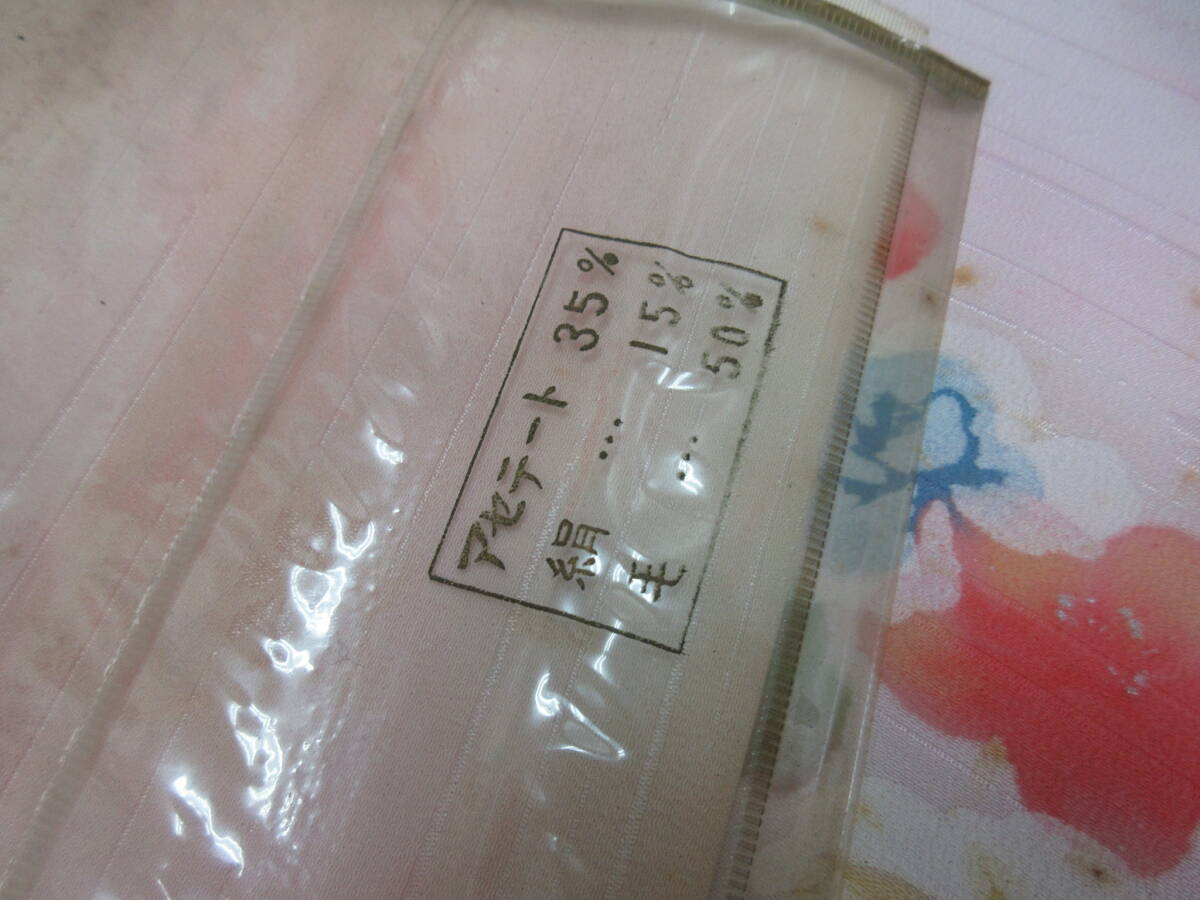 アセテート 35%
絹 … 15%
毛 … 50%